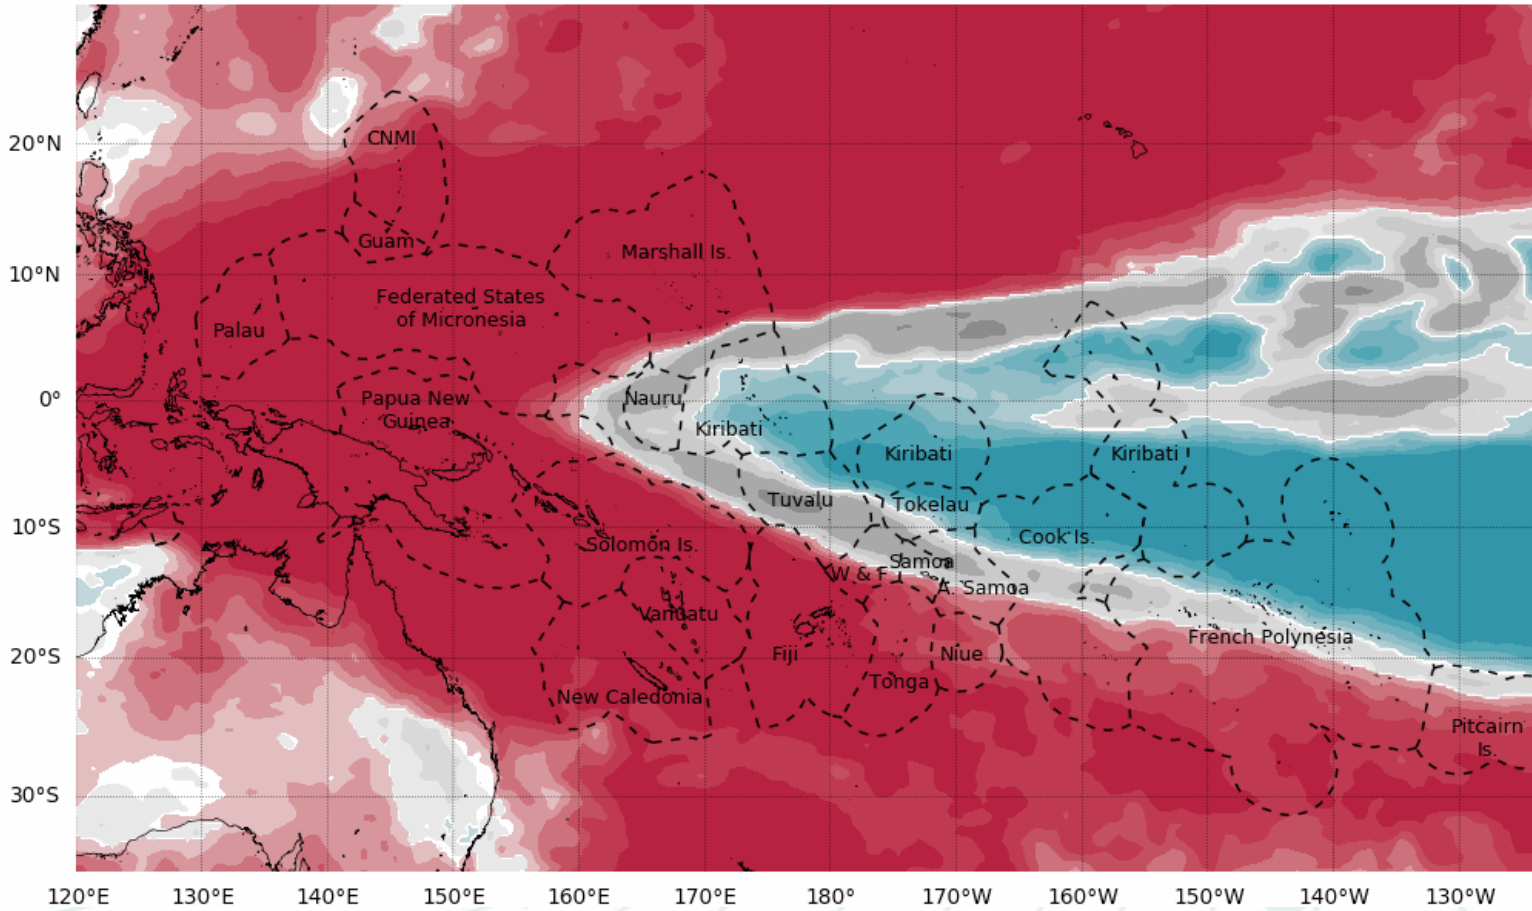 20°N
10°N
0°
10°S
20°S
30°S
CNMI
Guam
Marshall Is.
Federated States
of Micronesia
Palau
Papua New
Guinea
Nauru
Kiribati
Kiribati
Kiribati
Tuvalu
Tokelau
Cook Is.
Solomon Is.
Samoa
W & F
A. Samoa
Vanuatu
French Polynesia
Fiji
Niue
Tonga
New Caledonia
Pitcairn
Is.
120°E
130°E
140°E
150°E
160°E
170°E
180°
170°W
160°W
150°W
140°W
130°W